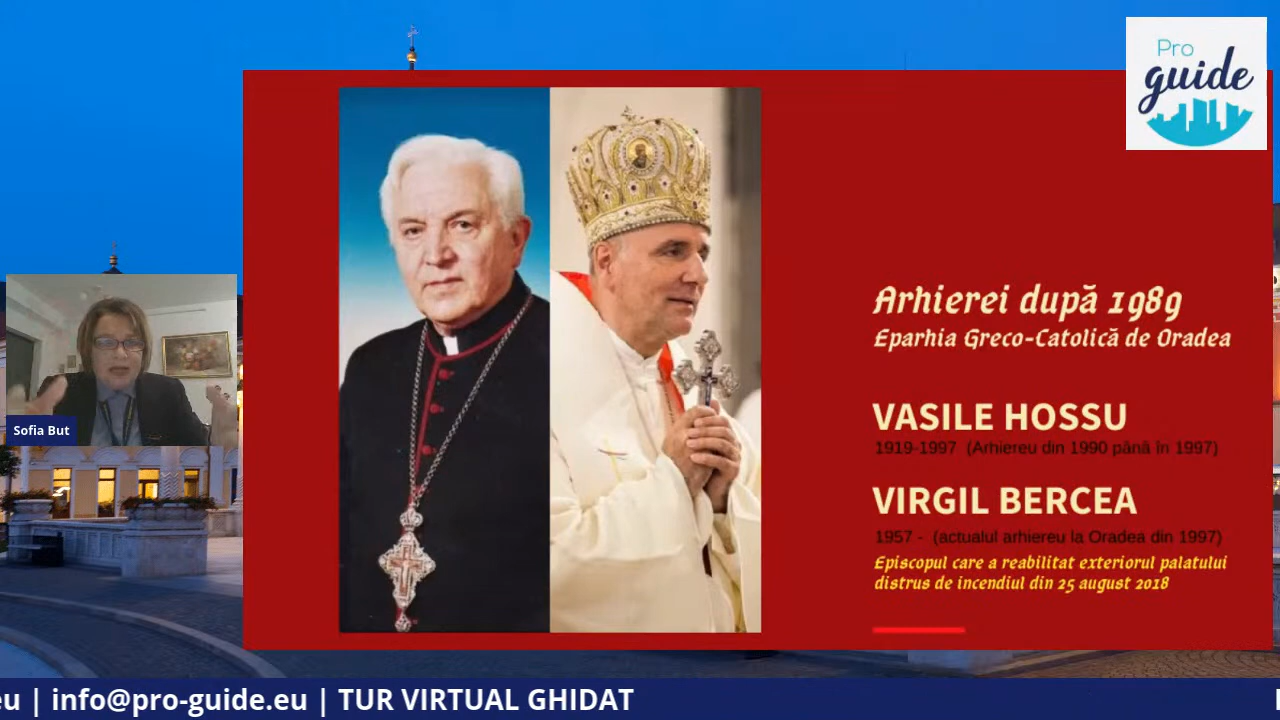 Pro
guide
Arhierei după 1989
Eparhia Greco-Catolică de Oradea
VASILE HOSSU
1919-1997 (Arhiereu din 1990 până în 1997)
VIRGIL BERCEA
1957 - (actualul arhiereu la Oradea din 1997)
Episcopul care a reabilitat exteriorul palatului
distrus de incendiul din 25 august 2018
Sofia But
eu | info@pro-guide.eu | TUR VIRTUAL GHIDAT